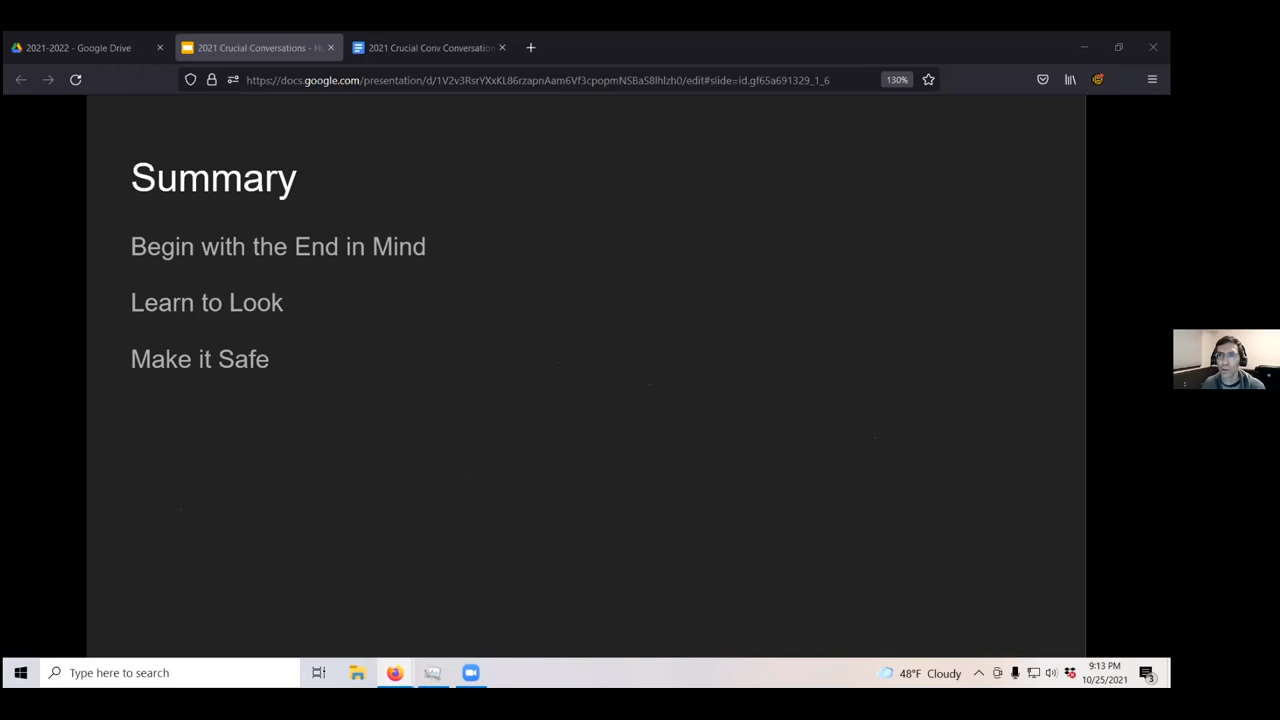 2021-2022 - Google Drive
2021 Crucial Conversations - H
2021 Crucial Conv Conversation
https://docs.google.com/presentation/d/1V2v3RsrYXxKL86rzapnAam6Vf3cpopmNSBaS8lhlzh0/edit#slide=id.gf65a691329_1_6
130%
Summary
Begin with the End in Mind
Learn to Look
Make it Safe
Type here to search
48°F Cloudy
9:13 PM
10/25/2021
3